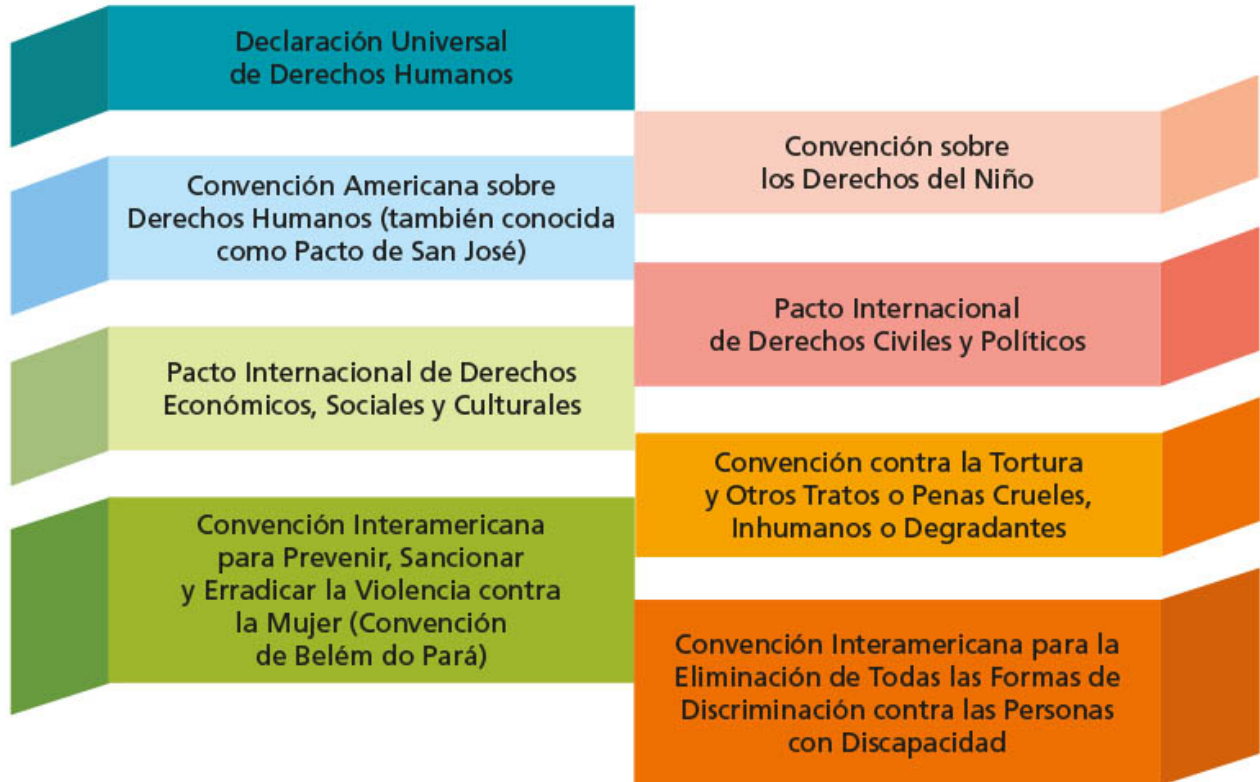 Declaración Universal
de Derechos Humanos
Convención sobre
los Derechos del Niño
Convención Americana sobre
Derechos Humanos (también conocida
como Pacto de San José)
Pacto Internacional
de Derechos Civiles y Políticos
Pacto Internacional de Derechos
Económicos, Sociales y Culturales
Convención contra la Tortura
y Otros Tratos o Penas Crueles,
Inhumanos o Degradantes
Convención Interamericana
para Prevenir, Sancionar
y Erradicar la Violencia contra
la Mujer (Convención
de Belém do Pará)
Convención Interamericana para la
Eliminación de Todas las Formas de
Discriminación contra las Personas
con Discapacidad